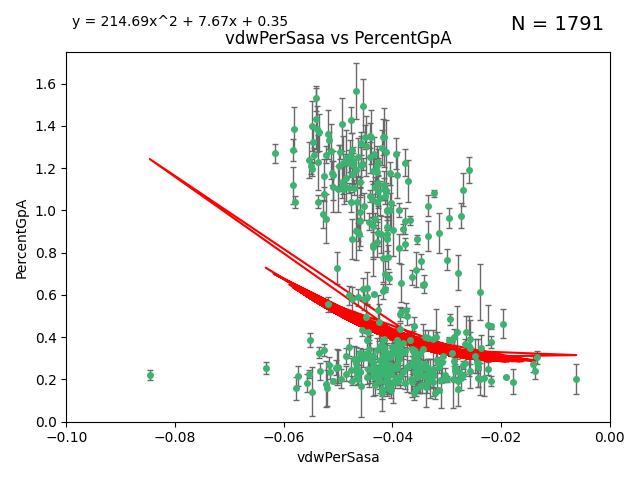 y = 214.69x^2 + 7.67x + 0.35
N = 1791
vdwPerSasa vs PercentGpA
PercentGpA
1.6
1.4
1.2
1.0
0.8
0.6
0.4
0.2
0.0
−0.10 −0.08 −0.06 −0.04 −0.02 0.00
vdwPerSasa